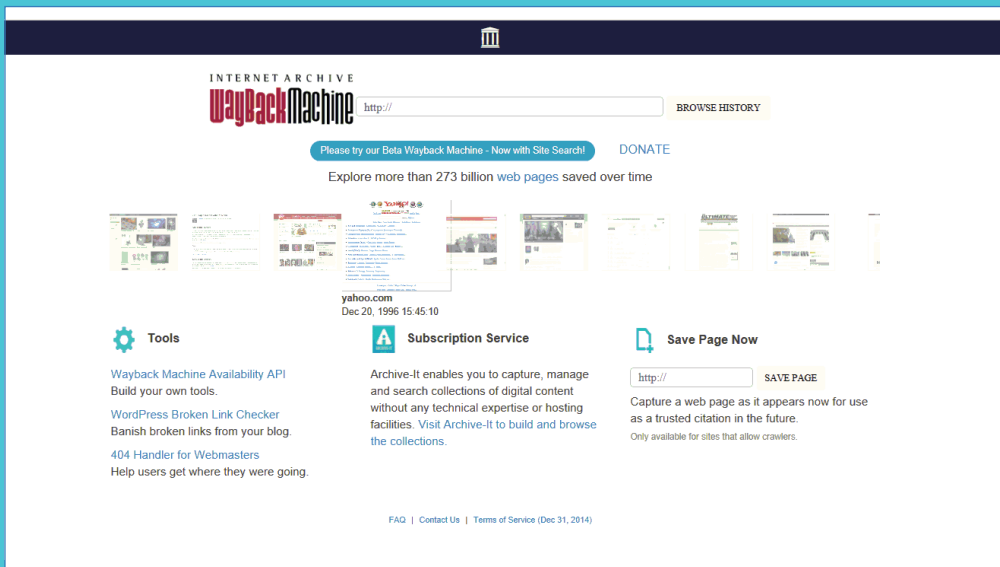 INTERNET ARCHIVE
WayBackMachine
http://
BROWSE HISTORY
Please try our Beta Wayback Machine - Now with Site Search!
DONATE
Explore more than 273 billion web pages saved over time
YAHOO!
ULTIMATE
yahoo.com
Dec 20, 1996 15:45:10
Tools
Wayback Machine Availability API
Build your own tools.
WordPress Broken Link Checker
Banish broken links from your blog.
404 Handler for Webmasters
Help users get where they were going.
Subscription Service
Archive-It enables you to capture, manage
and search collections of digital content
without any technical expertise or hosting
facilities. Visit Archive-It to build and browse
the collections.
Save Page Now
http://
SAVE PAGE
Capture a web page as it appears now for use
as a trusted citation in the future.
Only available for sites that allow crawlers.
FAQ | Contact Us | Terms of Service (Dec 31, 2014)